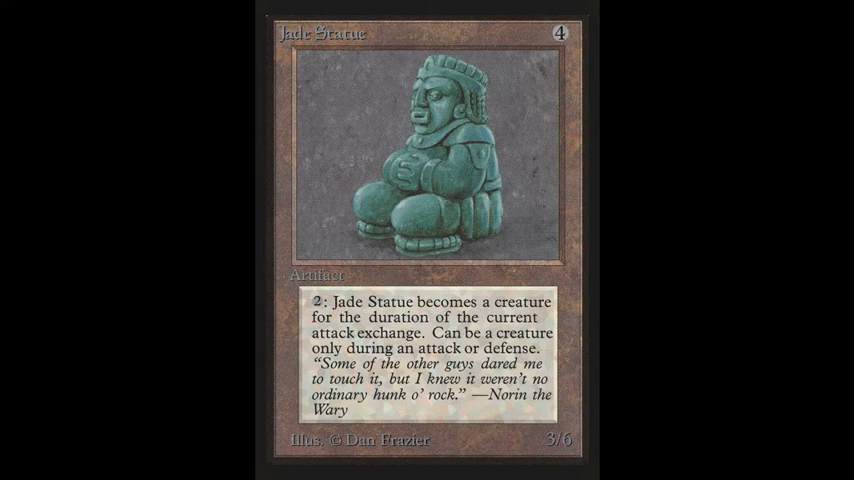 Jade Statue 4
Artifact
2: Jade Statue becomes a creature
for the duration of the current
attack exchange. Can be a creature
only during an attack or defense.
“Some of the other guys dared me
to touch it, but I knew it weren’t no
ordinary hunk o’ rock.” —Norin the
Wary
Illus. © Dan Frazier 3/6